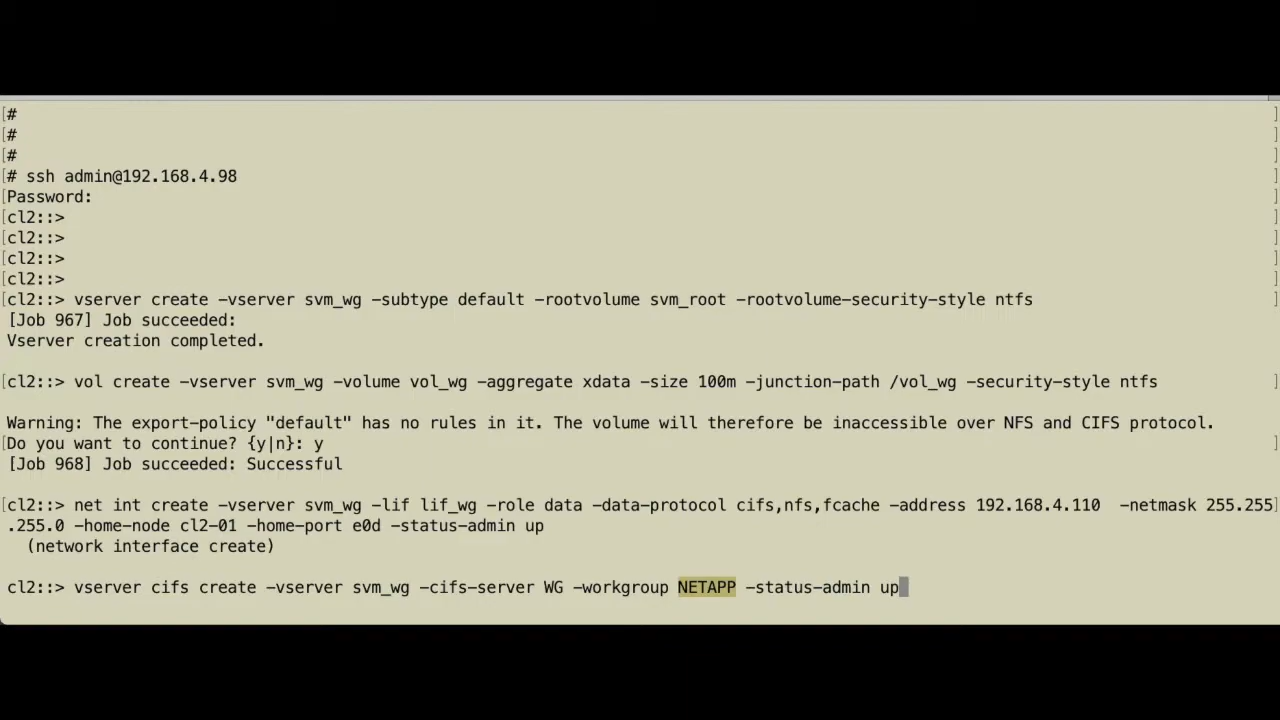 [#
[#
[#
[# ssh admin@192.168.4.98
[Password:
[cl2::>
[cl2::>
[cl2::>
[cl2::>
[cl2::> vserver create -vserver svm_wg -subtype default -rootvolume svm_root -rootvolume-security-style ntfs
[Job 967] Job succeeded:
Vserver creation completed.
[cl2::> vol create -vserver svm_wg -volume vol_wg -aggregate xdata -size 100m -junction-path /vol_wg -security-style ntfs
Warning: The export-policy "default" has no rules in it. The volume will therefore be inaccessible over NFS and CIFS protocol.
[Do you want to continue? {y|n}: y
[Job 968] Job succeeded: Successful
[cl2::> net int create -vserver svm_wg -lif lif_wg -role data -data-protocol cifs,nfs,fcache -address 192.168.4.110 -netmask 255.255]
.255.0 -home-node cl2-01 -home-port e0d -status-admin up
(network interface create)
cl2::> vserver cifs create -vserver svm_wg -cifs-server WG -workgroup NETAPP -status-admin up